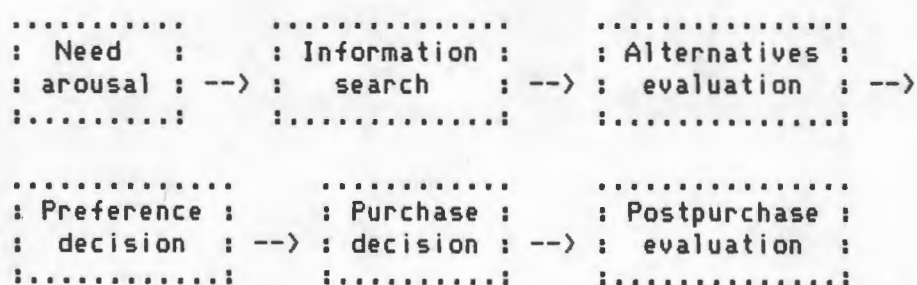 Need Information Alternatives
arousal --> search --> evaluation -->
Preference Purchase Postpurchase
decision --> decision --> evaluation